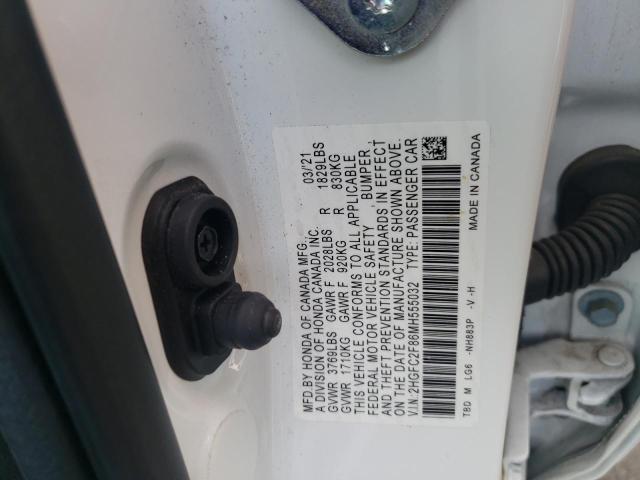 MFD. BY HONDA OF CANADA MFG. 03/'21
A DIVISION OF HONDA CANADA INC.
GVWR 3769LBS GAWR F 2028LBS R 1829LBS
GVWR 1710KG GAWR F 920KG R 830KG
THIS VEHICLE CONFORMS TO ALL APPLICABLE
FEDERAL MOTOR VEHICLE SAFETY, BUMPER,
AND THEFT PREVENTION STANDARDS IN EFFECT
ON THE DATE OF MANUFACTURE SHOWN ABOVE.
V.I.N: 2HGFC2F86MH555032 TYPE: PASSENGER CAR
T8D M LG6 -NH883P -V -H MADE IN CANADA